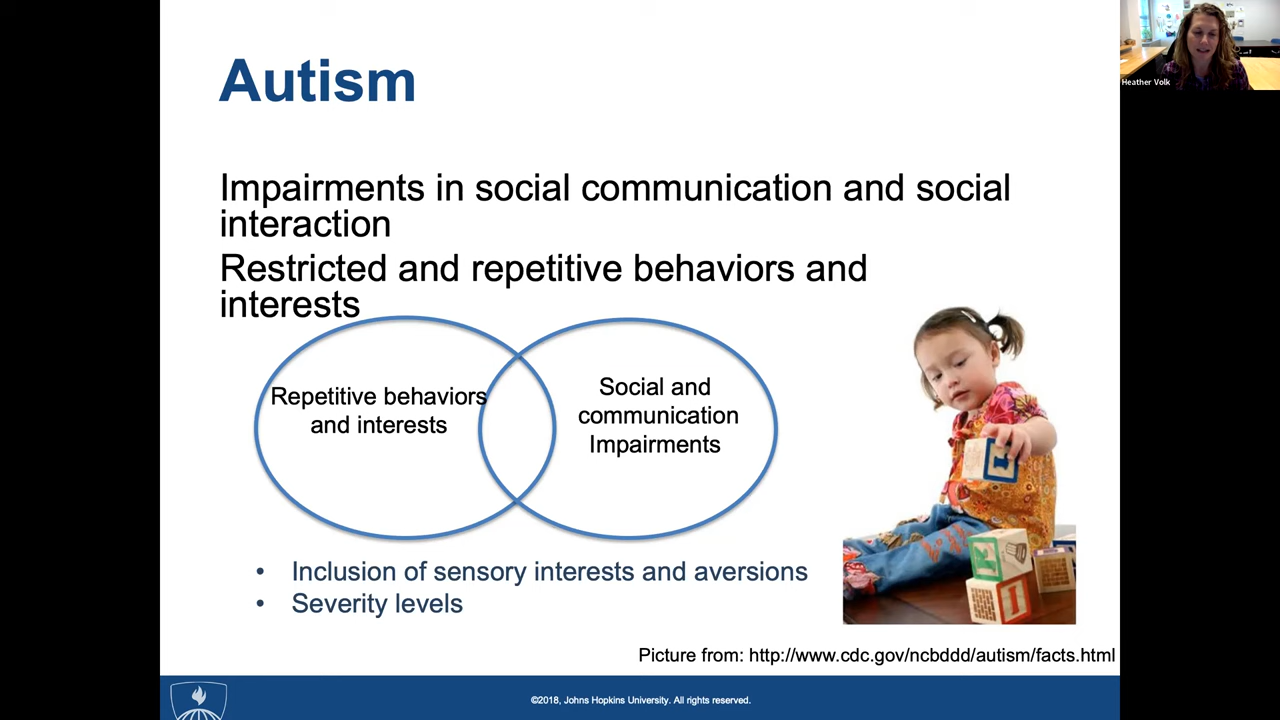 Heather Volk
Autism
Impairments in social communication and social
interaction
Restricted and repetitive behaviors and
interests
Repetitive behaviors
and interests
Social and
communication
Impairments
• Inclusion of sensory interests and aversions
• Severity levels
Picture from: http://www.cdc.gov/ncbddd/autism/facts.html
©2018, Johns Hopkins University. All rights reserved.